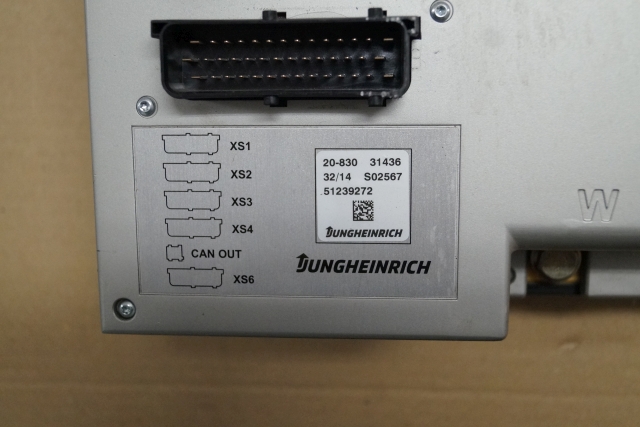 XS1
XS2
XS3
XS4
CAN OUT
XS6
20-830 31436
32/14 S02567
51239272
JUNGHEINRICH
JUNGHEINRICH
W